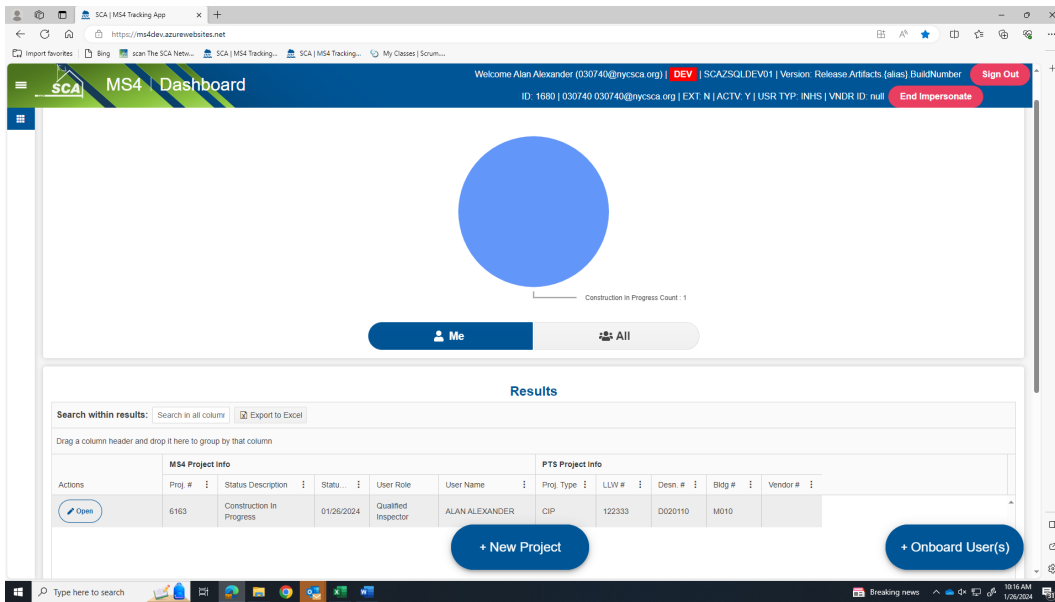 SCA | MS4 Tracking App
https://ms4dev.azurewebsites.net
Import favorites Bing scan The SCA Netw... SCA | MS4 Tracking... SCA | MS4 Tracking... My Classes | Scrum....
SCA MS4 | Dashboard
Welcome Alan Alexander (030740@nycsca.org) | DEV | SCAZSQLDEV01 | Version: Release.Artifacts.{alias}.BuildNumber Sign Out
ID: 1680 | 030740 030740@nycsca.org | EXT: N | ACTV: Y | USR TYP: INHS | VNDR ID: null End Impersonate
Construction In Progress Count : 1
Me All
Results
Search within results: Search in all colum Export to Excel
Drag a column header and drop it here to group by that column
MS4 Project Info PTS Project Info
Actions Proj. # Status Description Statu... User Role User Name Proj. Type LLW # Desn. # Bldg # Vendor #
Open 6163 Construction In Progress 01/26/2024 Qualified Inspector ALAN ALEXANDER CIP 122333 D020110 M010
+ New Project + Onboard User(s)
Type here to search Breaking news 10:16 AM
1/26/2024